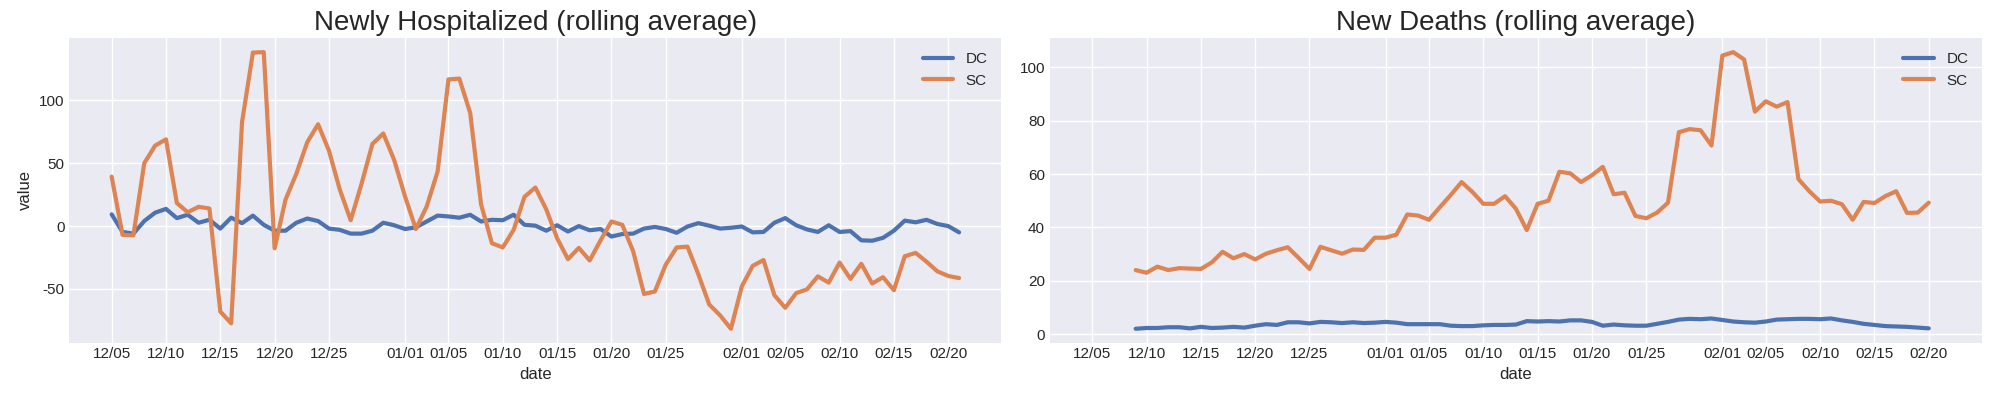 Newly Hospitalized (rolling average)
DC
SC
value
100
50
0
-50
12/05 12/10 12/15 12/20 12/25 01/01 01/05 01/10 01/15 01/20 01/25 02/01 02/05 02/10 02/15 02/20
date
New Deaths (rolling average)
DC
SC
100
80
60
40
20
0
12/05 12/10 12/15 12/20 12/25 01/01 01/05 01/10 01/15 01/20 01/25 02/01 02/05 02/10 02/15 02/20
date